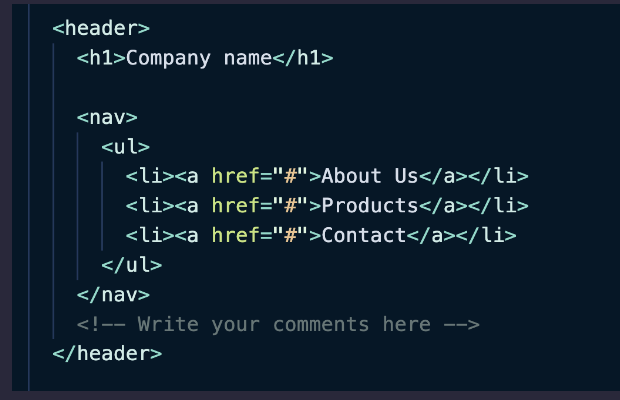 <header>
<h1>Company name</h1>
<nav>
<ul>
<li><a href="#">About Us</a></li>
<li><a href="#">Products</a></li>
<li><a href="#">Contact</a></li>
</ul>
</nav>
<!-- Write your comments here -->
</header>